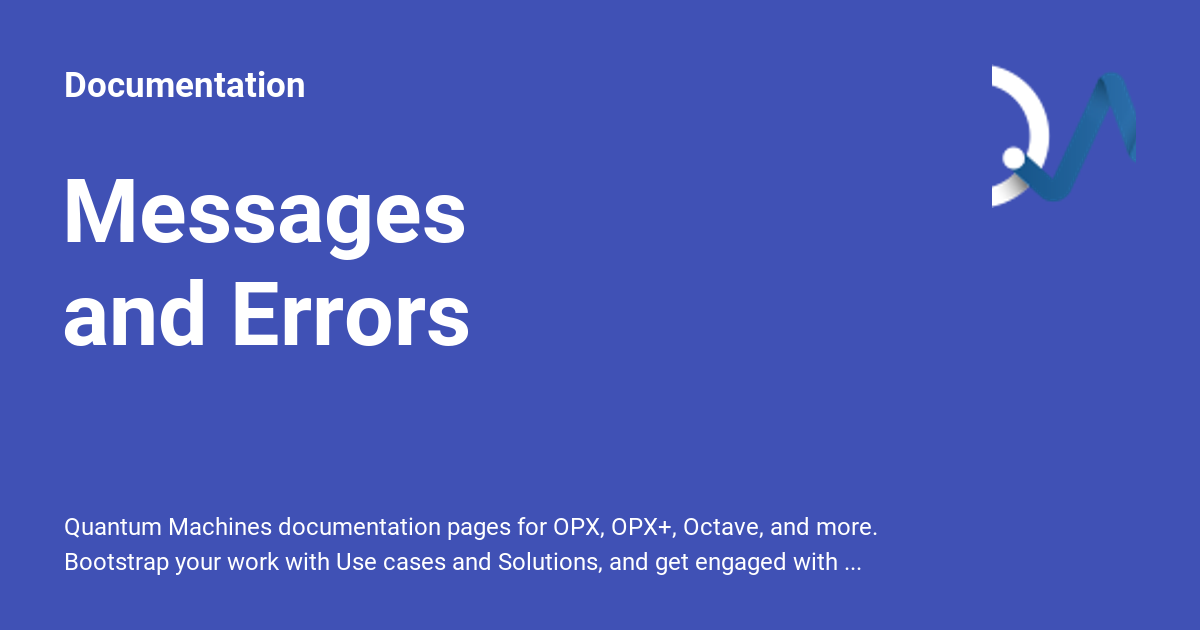 Documentation
Messages
and Errors
Quantum Machines documentation pages for OPX, OPX+, Octave, and more.
Bootstrap your work with Use cases and Solutions, and get engaged with ...